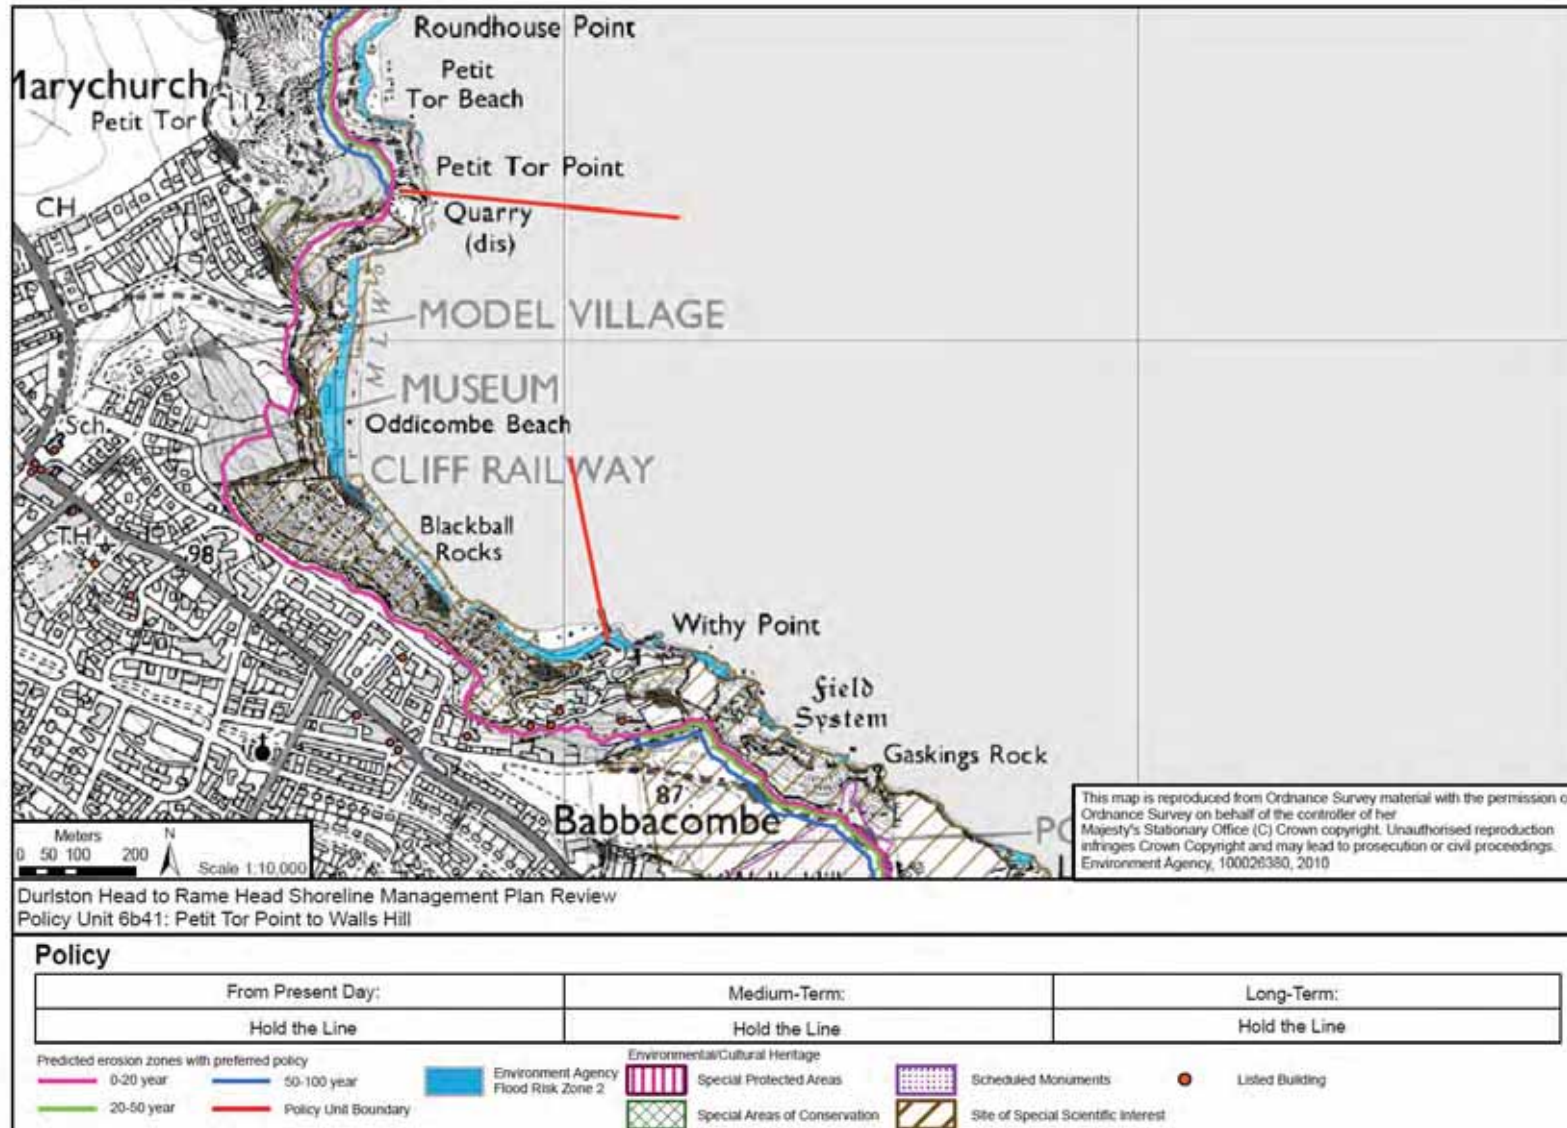 Roundhouse Point
Marychurch
Petit Tor
112
Petit
Tor Beach
Petit Tor Point
Quarry
(dis)
CH
MODEL VILLAGE
MUSEUM
Oddicombe Beach
Sch
CLIFF RAILWAY
Blackball
Rocks
TH
98
Withy Point
Field
System
Gaskings Rock
87
Babbacombe
Meters
N
0 50 100 200
Scale 1:10,000
This map is reproduced from Ordnance Survey material with the permission o
Ordnance Survey on behalf of the controller of her
Majesty's Stationary Office (C) Crown copyright. Unauthorised reproduction
infringes Crown Copyright and may lead to prosecution or civil proceedings.
Environment Agency, 100026380, 2010
Durlston Head to Rame Head Shoreline Management Plan Review
Policy Unit 6b41: Petit Tor Point to Walls Hill
Policy
From Present Day: Medium-Term: Long-Term:
Hold the Line Hold the Line Hold the Line
Predicted erosion zones with preferred policy
0-20 year
50-100 year
20-50 year
Policy Unit Boundary
Environment Agency
Flood Risk Zone 2
Environmental/Cultural Heritage
Special Protected Areas
Scheduled Monuments
Listed Building
Special Areas of Conservation
Site of Special Scientific Interest